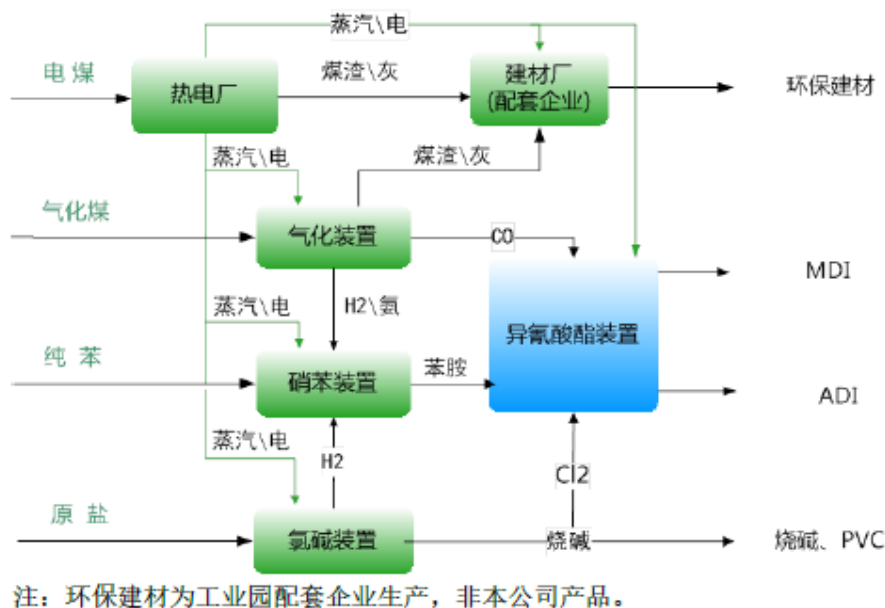 蒸汽\电
电 煤
热电厂
煤渣\灰
建材厂
(配套企业)
环保建材
蒸汽\电
煤渣\灰
气化煤
气化装置
CO
MDI
蒸汽\电
H2\氨
异氰酸酯装置
纯 苯
硝苯装置
苯胺
ADI
蒸汽\电
H2
Cl2
原 盐
氯碱装置
烧碱
烧碱、PVC
注：环保建材为工业园配套企业生产，非本公司产品。